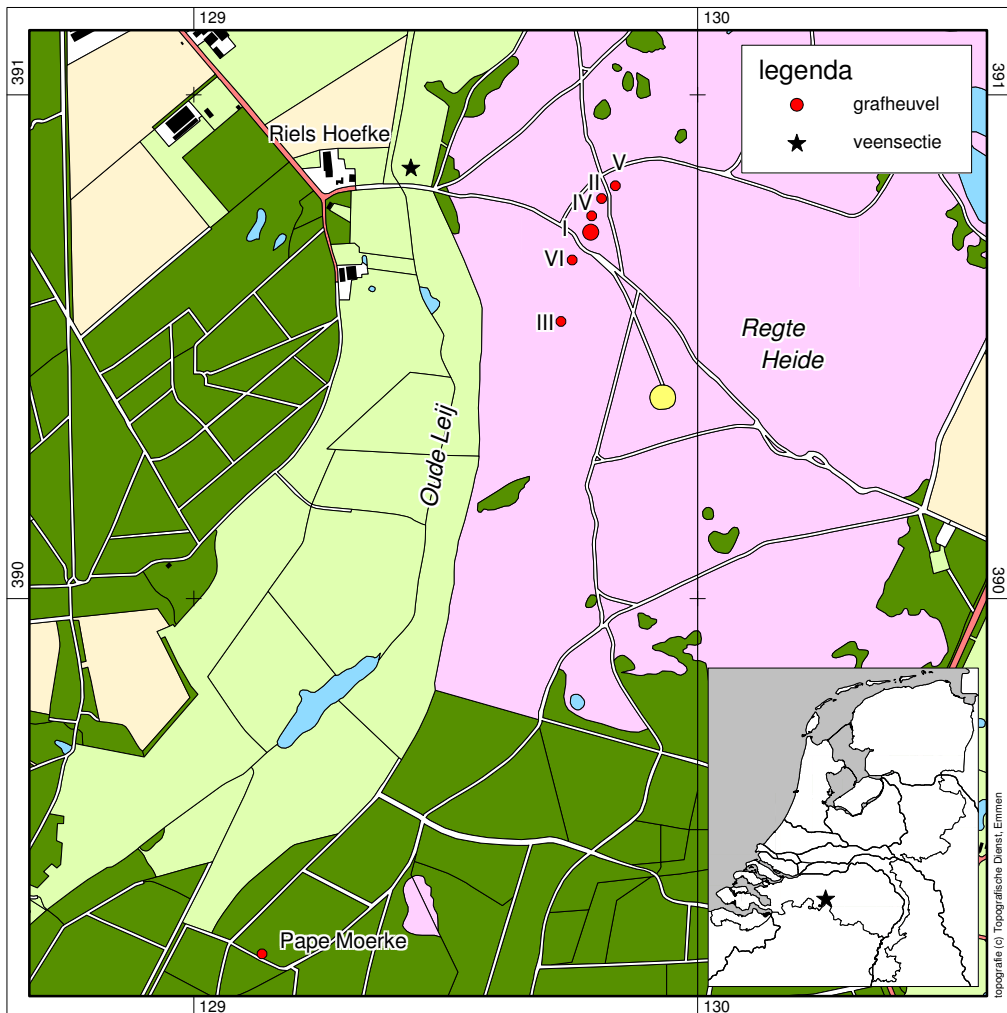 129
130
391
391
legenda
grafheuvel
veensectie
Riels Hoefke
V
II
IV
I
VI
III
Regte
Heide
Oude-Leij
390
390
Pape Moerke
topografie (c) Topografische Dienst, Emmen
129
130